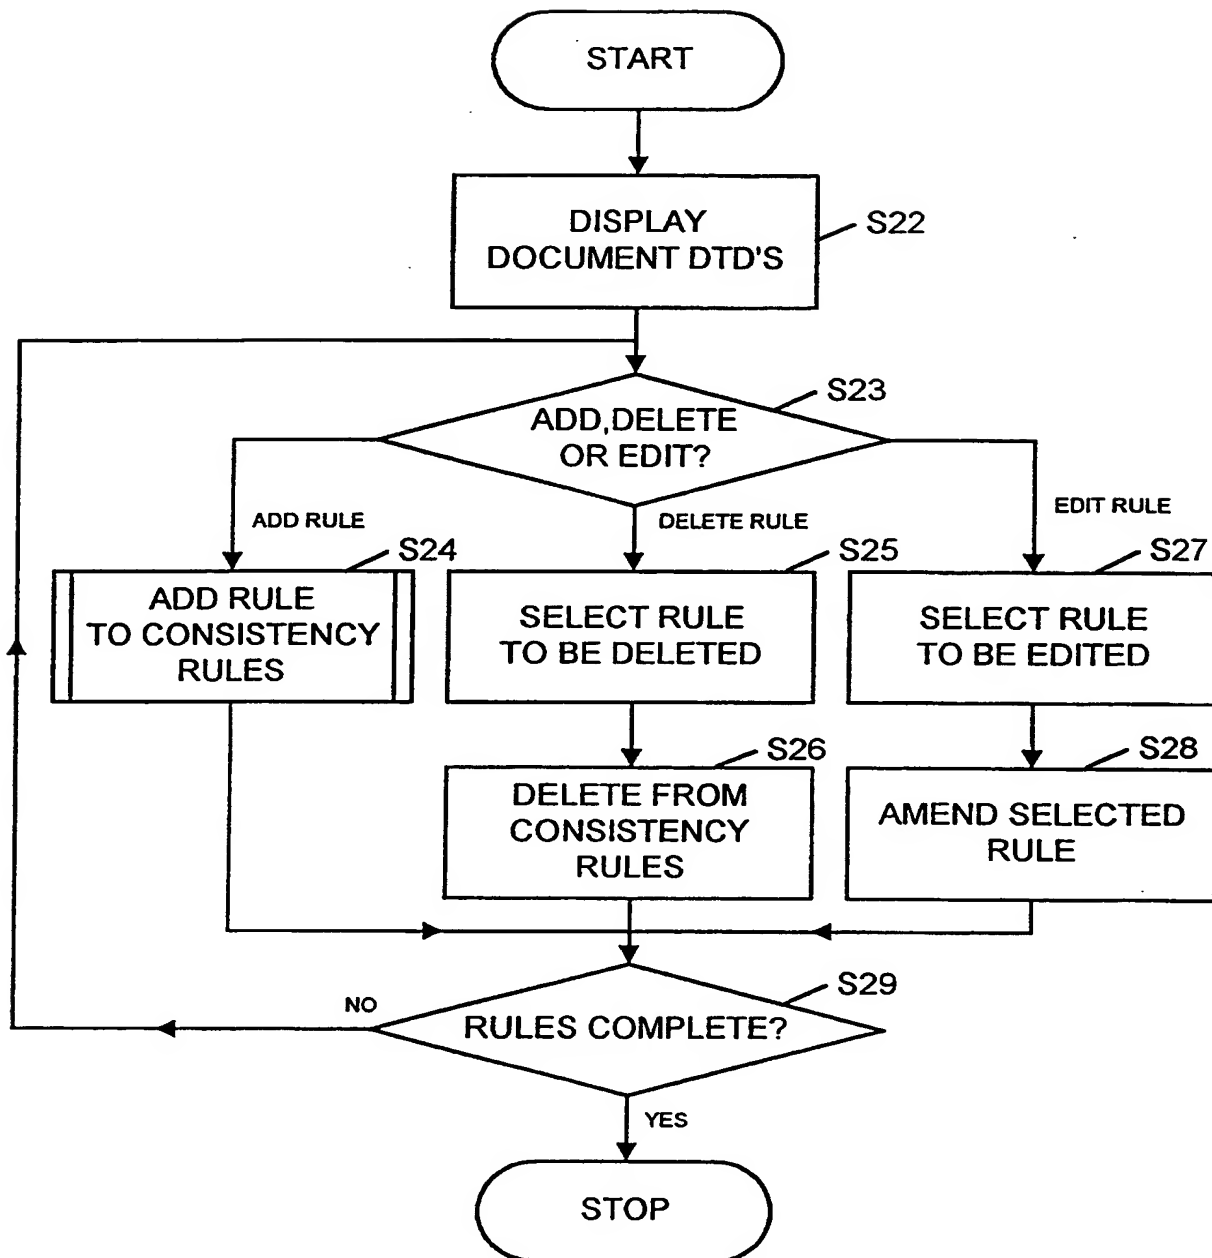 START
DISPLAY
DOCUMENT DTD'S
S22
S23
ADD,DELETE
OR EDIT?
ADD RULE
DELETE RULE
EDIT RULE
S24
ADD RULE
TO CONSISTENCY
RULES
S25
SELECT RULE
TO BE DELETED
S27
SELECT RULE
TO BE EDITED
S26
DELETE FROM
CONSISTENCY
RULES
S28
AMEND SELECTED
RULE
S29
RULES COMPLETE?
NO
YES
STOP